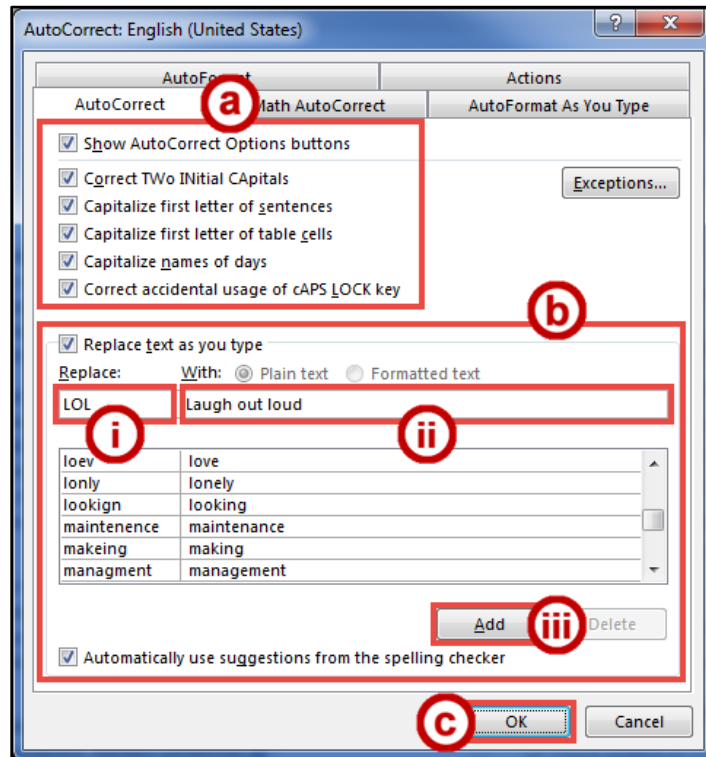 AutoCorrect: English (United States)
? X
AutoFormat Actions
AutoCorrect a Math AutoCorrect AutoFormat As You Type
Show AutoCorrect Options buttons
Correct TWo INitial CApitals Exceptions...
Capitalize first letter of sentences
Capitalize first letter of table cells
Capitalize names of days
Correct accidental usage of cAPS LOCK key
b
Replace text as you type
Replace: With: Plain text Formatted text
LOL Laugh out loud
i ii
loev love
lonly lonely
lookign looking
maintenence maintenance
makeing making
managment management
Add iii Delete
Automatically use suggestions from the spelling checker
c OK Cancel